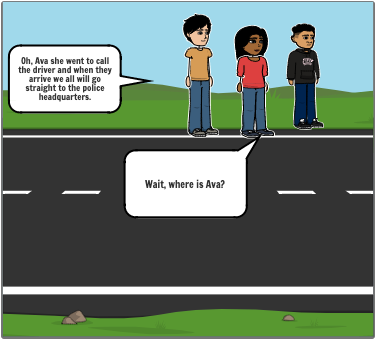 Oh, Ava she went to call
the driver and when they
arrive we all will go
straight to the police
headquarters.
Wait, where is Ava?